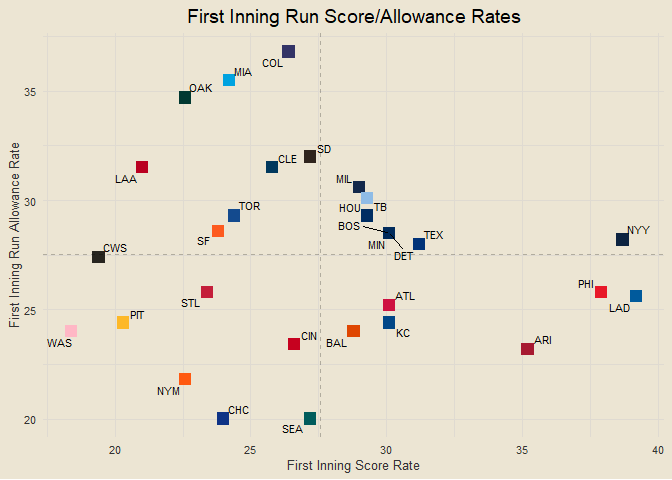 First Inning Run Score/Allowance Rates
First Inning Run Allowance Rate
35
30
25
20
COL
MIA
OAK
SD
CLE
LAA
MIL
TB
HOU
TOR
BOS
SF
MIN
DET
TEX
NYY
CWS
STL
ATL
PHI
LAD
PIT
WAS
CIN
BAL
KC
ARI
NYM
CHC
SEA
20
25
30
35
40
First Inning Score Rate